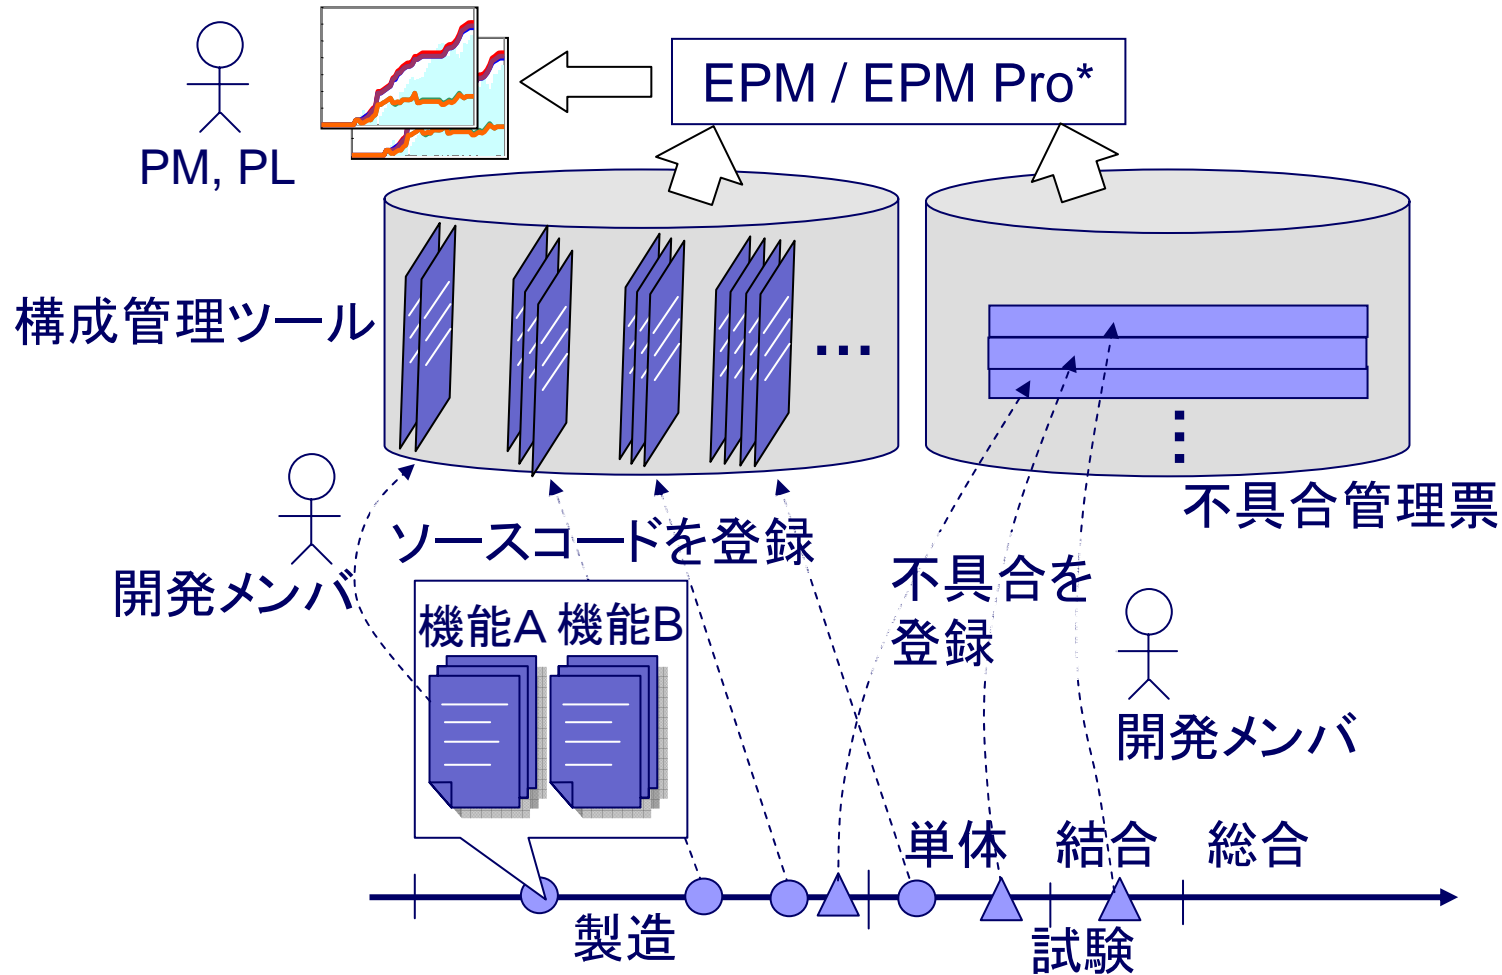 EPM / EPM Pro*
PM, PL
構成管理ツール
…
⋮
不具合管理票
ソースコードを登録
不具合を
登録
開発メンバ
機能A 機能B
開発メンバ
単体 結合 総合
製造
試験